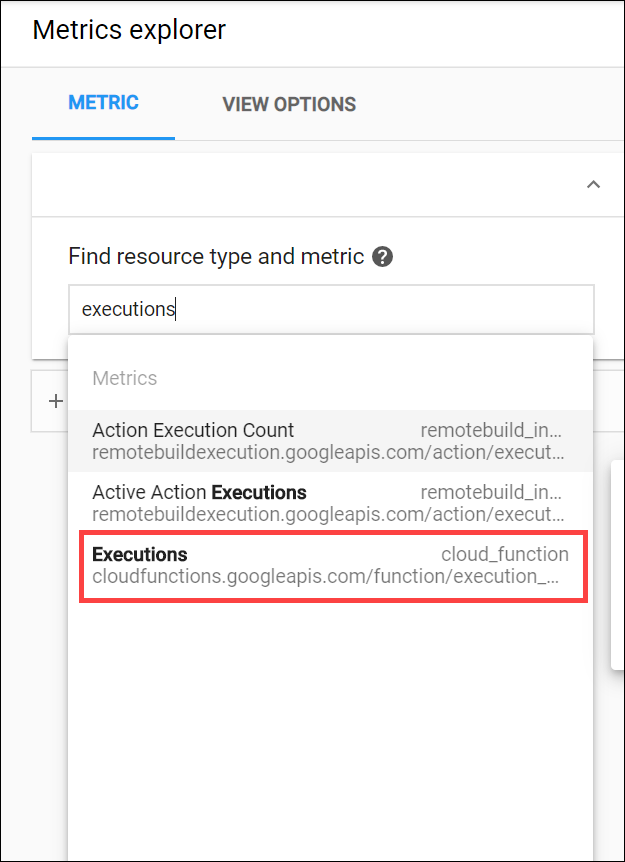 Metrics explorer
METRIC VIEW OPTIONS
Find resource type and metric ?
executions
Metrics
Action Execution Count remotebuild_in...
remotebuildexecution.googleapis.com/action/execut...
Active Action Executions remotebuild_in...
remotebuildexecution.googleapis.com/action/execut...
Executions cloud_function
cloudfunctions.googleapis.com/function/execution_...